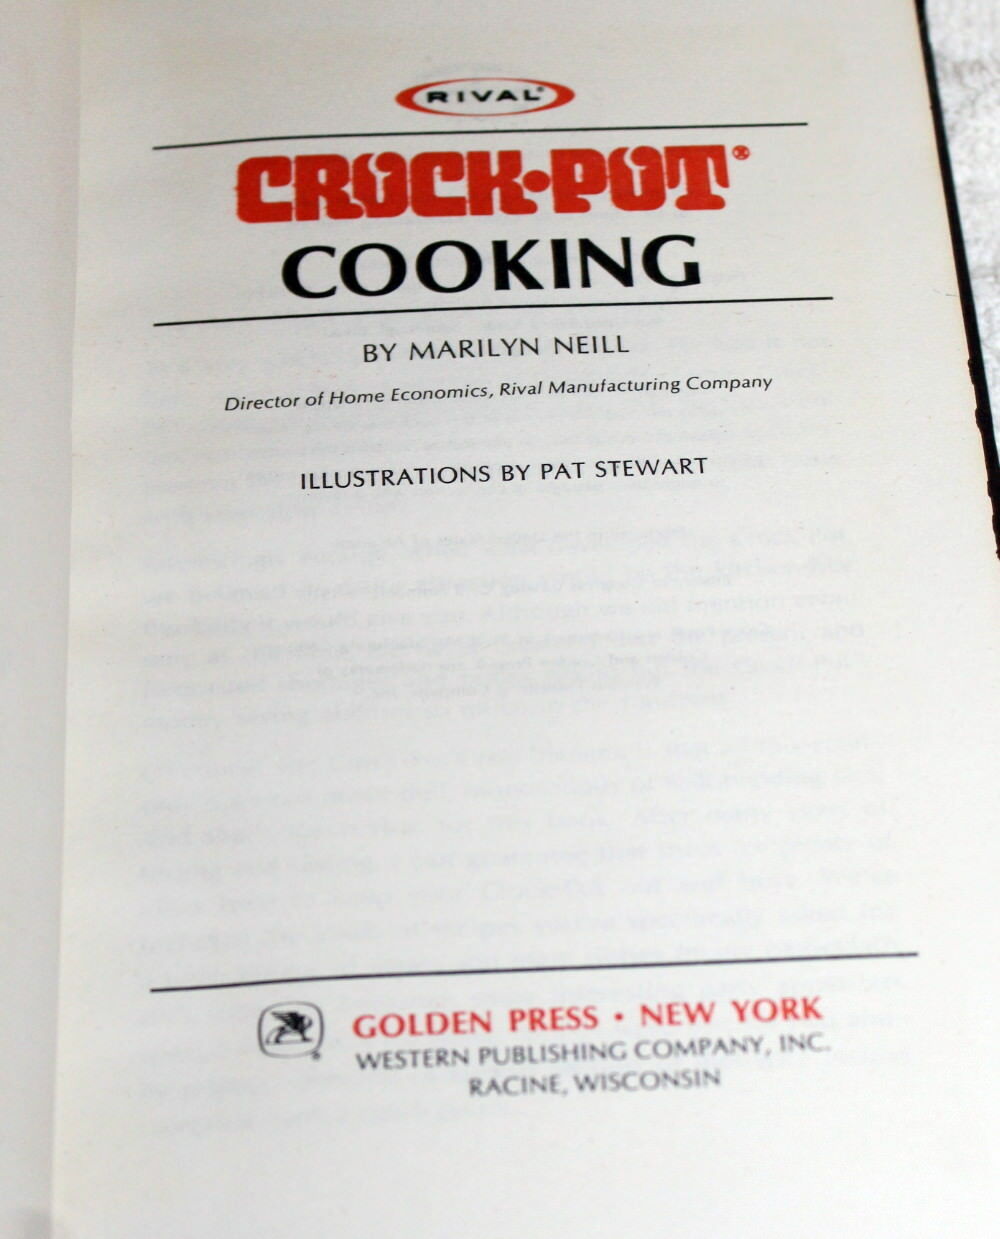 RIVAL®
CROCK•POT®
COOKING
BY MARILYN NEILL
Director of Home Economics, Rival Manufacturing Company
ILLUSTRATIONS BY PAT STEWART
GOLDEN PRESS • NEW YORK
WESTERN PUBLISHING COMPANY, INC.
RACINE, WISCONSIN